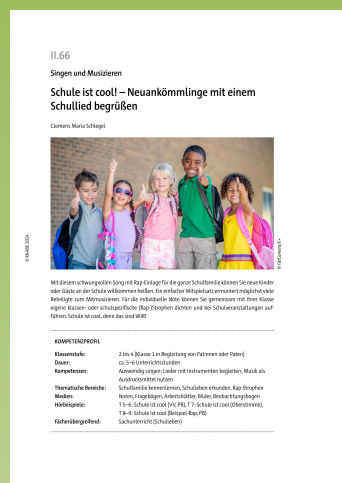 II.66
Singen und Musizieren
Schule ist cool! – Neuankömmlinge mit einem
Schullied begrüßen
Clemens Maria Schlegel
© RAABE 2024
© FatCamera/E+
Mit diesem schwungvollen Song mit Rap-Einlage für die ganze Schulfamilie können Sie neue Kinder
oder Gäste an der Schule willkommen heißen. Ein einfacher Mitspielsatz ermuntert möglichst viele
Beteiligte zum Mitmusizieren. Für die individuelle Note können Sie gemeinsam mit Ihrer Klasse
eigene klassen- oder schulspezifische (Rap-)Strophen dichten und bei Schulveranstaltungen auf-
führen. Schule ist cool, denn das sind WIR!
KOMPETENZPROFIL
Klassenstufe: 2 bis 4 (Klasse 1 in Begleitung von Patinnen oder Paten)
Dauer: ca. 5–6 Unterrichtsstunden
Kompetenzen: Auswendig singen; Lieder mit Instrumenten begleiten; Musik als
Ausdrucksmittel nutzen
Thematische Bereiche: Schulfamilie kennenlernen, Schulleben erkunden, Rap-Strophen
Medien: Noten, Fragebögen, Arbeitsblätter, Bilder, Beobachtungsbogen
Hörbeispiele: T 5–6: Schule ist cool (Vic, PB), T 7: Schule ist cool (Oberstimme),
T 8–9: Schule ist cool (Beispiel-Rap, PB)
Fächerübergreifend: Sachunterricht (Schulleben)